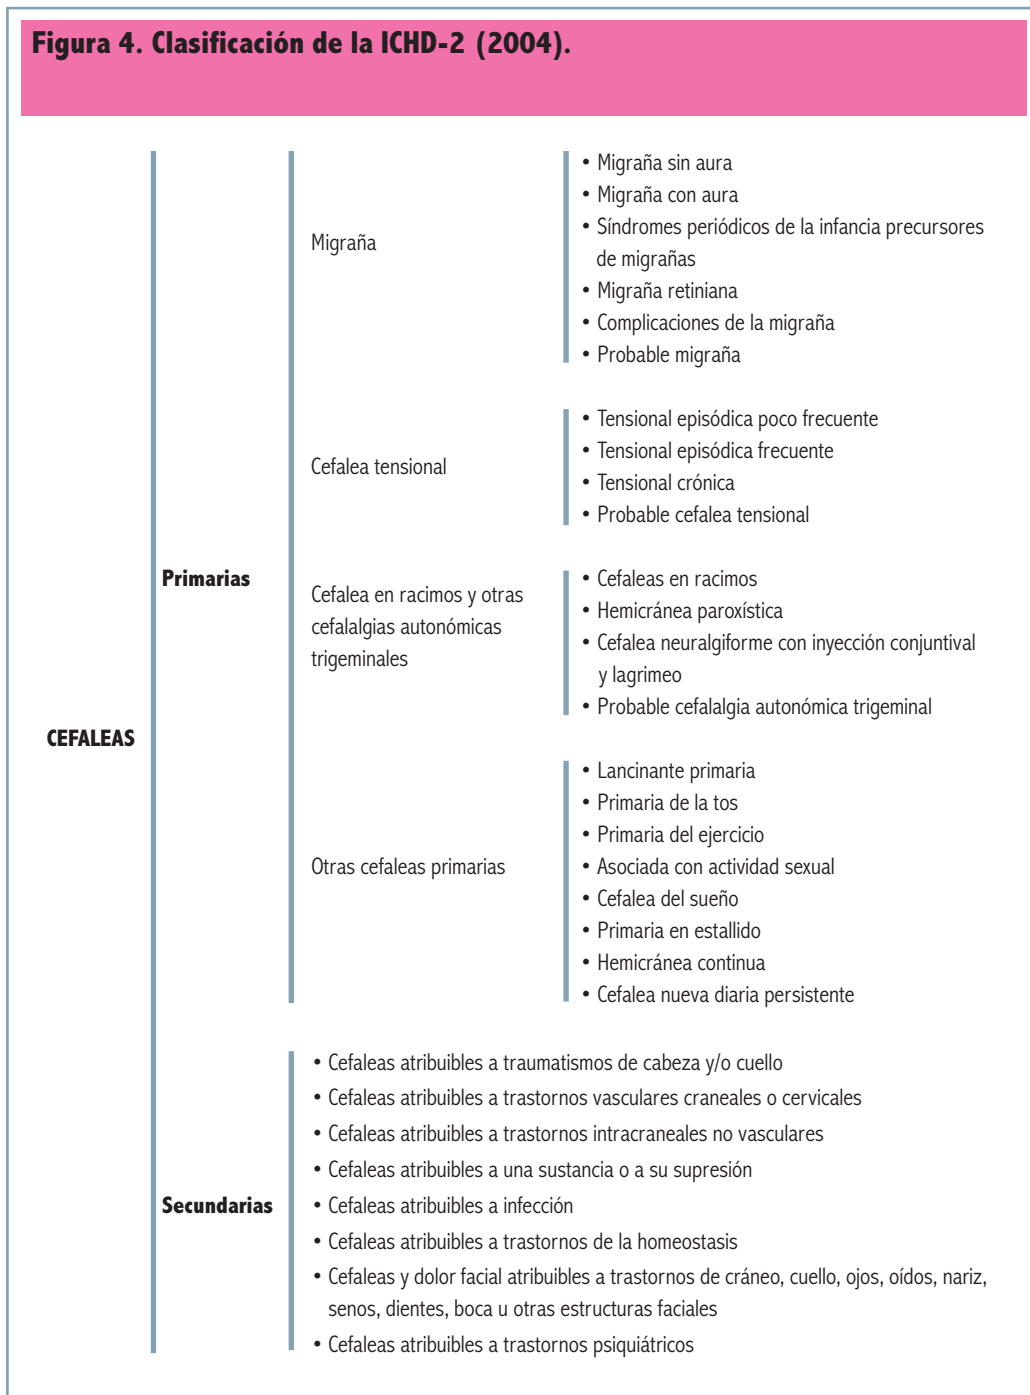 Figura 4. Clasificación de la ICHD-2 (2004).
CEFALEAS
Primarias
Migraña
• Migraña sin aura
• Migraña con aura
• Síndromes periódicos de la infancia precursores
de migrañas
• Migraña retiniana
• Complicaciones de la migraña
• Probable migraña
Cefalea tensional
• Tensional episódica poco frecuente
• Tensional episódica frecuente
• Tensional crónica
• Probable cefalea tensional
Cefalea en racimos y otras
cefalalgias autonómicas
trigeminales
• Cefaleas en racimos
• Hemicránea paroxística
• Cefalea neuralgiforme con inyección conjuntival
y lagrimeo
• Probable cefalalgia autonómica trigeminal
Otras cefaleas primarias
• Lancinante primaria
• Primaria de la tos
• Primaria del ejercicio
• Asociada con actividad sexual
• Cefalea del sueño
• Primaria en estallido
• Hemicránea continua
• Cefalea nueva diaria persistente
Secundarias
• Cefaleas atribuibles a traumatismos de cabeza y/o cuello
• Cefaleas atribuibles a trastornos vasculares craneales o cervicales
• Cefaleas atribuibles a trastornos intracraneales no vasculares
• Cefaleas atribuibles a una sustancia o a su supresión
• Cefaleas atribuibles a infección
• Cefaleas atribuibles a trastornos de la homeostasis
• Cefaleas y dolor facial atribuibles a trastornos de cráneo, cuello, ojos, oídos, nariz,
senos, dientes, boca u otras estructuras faciales
• Cefaleas atribuibles a trastornos psiquiátricos